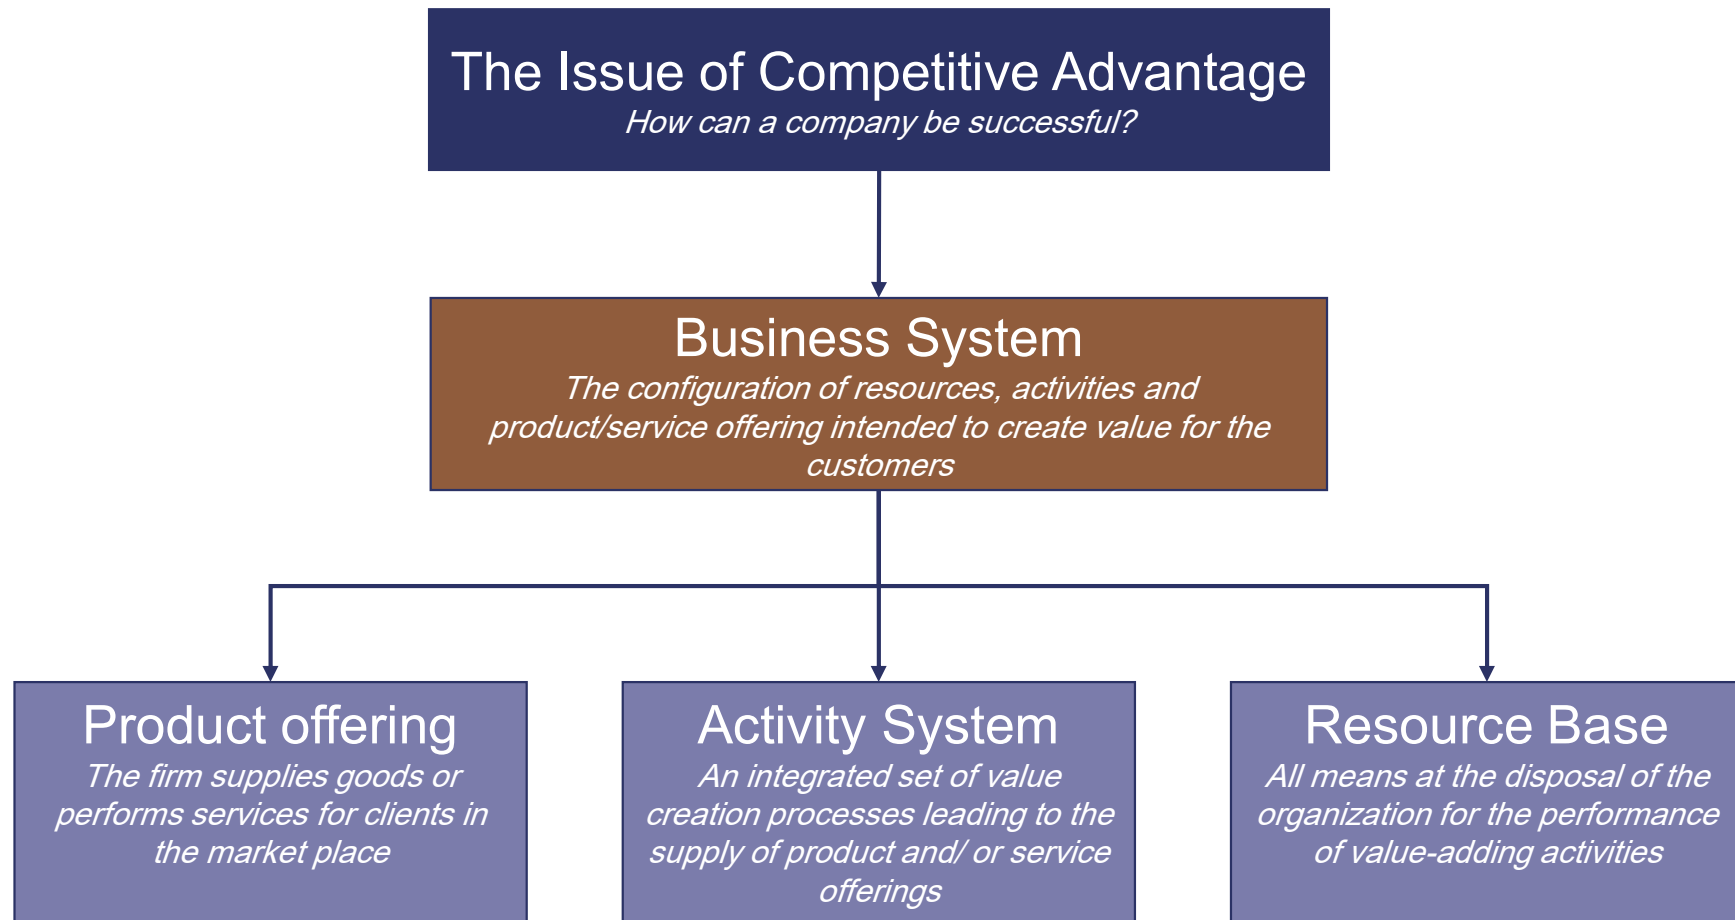 The Issue of Competitive Advantage
How can a company be successful?
Business System
The configuration of resources, activities and
product/service offering intended to create value for the
customers
Product offering
The firm supplies goods or
performs services for clients in
the market place
Activity System
An integrated set of value
creation processes leading to the
supply of product and/ or service
offerings
Resource Base
All means at the disposal of the
organization for the performance
of value-adding activities